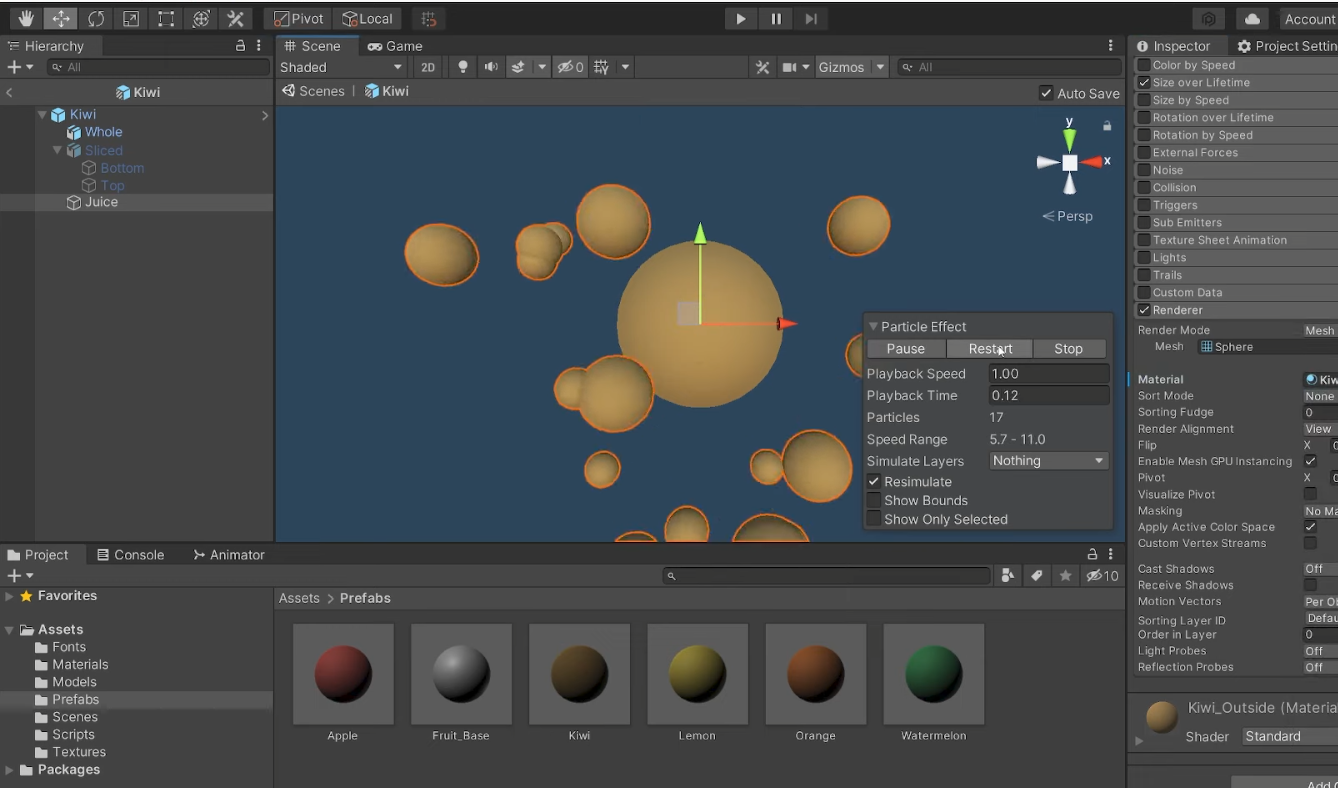 Pivot Local Account
Hierarchy Scene Game Inspector Project Settin
All Shaded 2D 0 Gizmos All
Kiwi Scenes | Kiwi Auto Save
Kiwi
Whole
Sliced
Bottom
Top
Juice
y
x
Persp
Particle Effect
Pause Restart Stop
Playback Speed 1.00
Playback Time 0.12
Particles 17
Speed Range 5.7 - 11.0
Simulate Layers Nothing
Resimulate
Show Bounds
Show Only Selected
Color by Speed
Size over Lifetime
Size by Speed
Rotation over Lifetime
Rotation by Speed
External Forces
Noise
Collision
Triggers
Sub Emitters
Texture Sheet Animation
Lights
Trails
Custom Data
Renderer
Render Mode Mesh
Mesh Sphere
Material Kiw
Sort Mode None
Sorting Fudge 0
Render Alignment View
Flip X
Enable Mesh GPU Instancing
Pivot X
Visualize Pivot
Masking No Ma
Apply Active Color Space
Custom Vertex Streams
Cast Shadows Off
Receive Shadows
Motion Vectors Per Ob
Sorting Layer ID Defau
Order in Layer 0
Light Probes Off
Reflection Probes Off
Kiwi_Outside (Materia
Shader Standard
Project Console Animator
10
Favorites
Assets
Fonts
Materials
Models
Prefabs
Scenes
Scripts
Textures
Packages
Assets > Prefabs
Apple Fruit_Base Kiwi Lemon Orange Watermelon